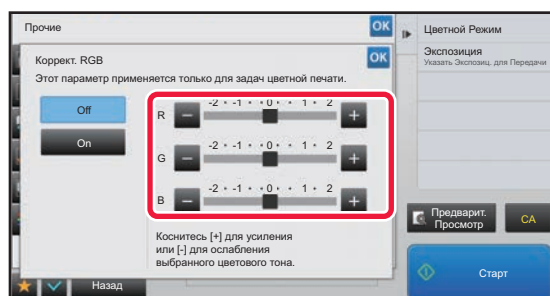 Прочие
OK
Цветной Режим
Экспозиция
Указать Экспозиц. для Передачи
Коррект. RGB
OK
Этот параметр применяется только для задач цветной печати.
Off
On
-2 • -1 • • 0 • • 1 • 2
R − +
-2 • -1 • • 0 • • 1 • 2
G − +
-2 • -1 • • 0 • • 1 • 2
B − +
Коснитесь [+] для усиления
или [-] для ослабления
выбранного цветового тона.
Предварит.
Просмотр
CA
Назад
Старт